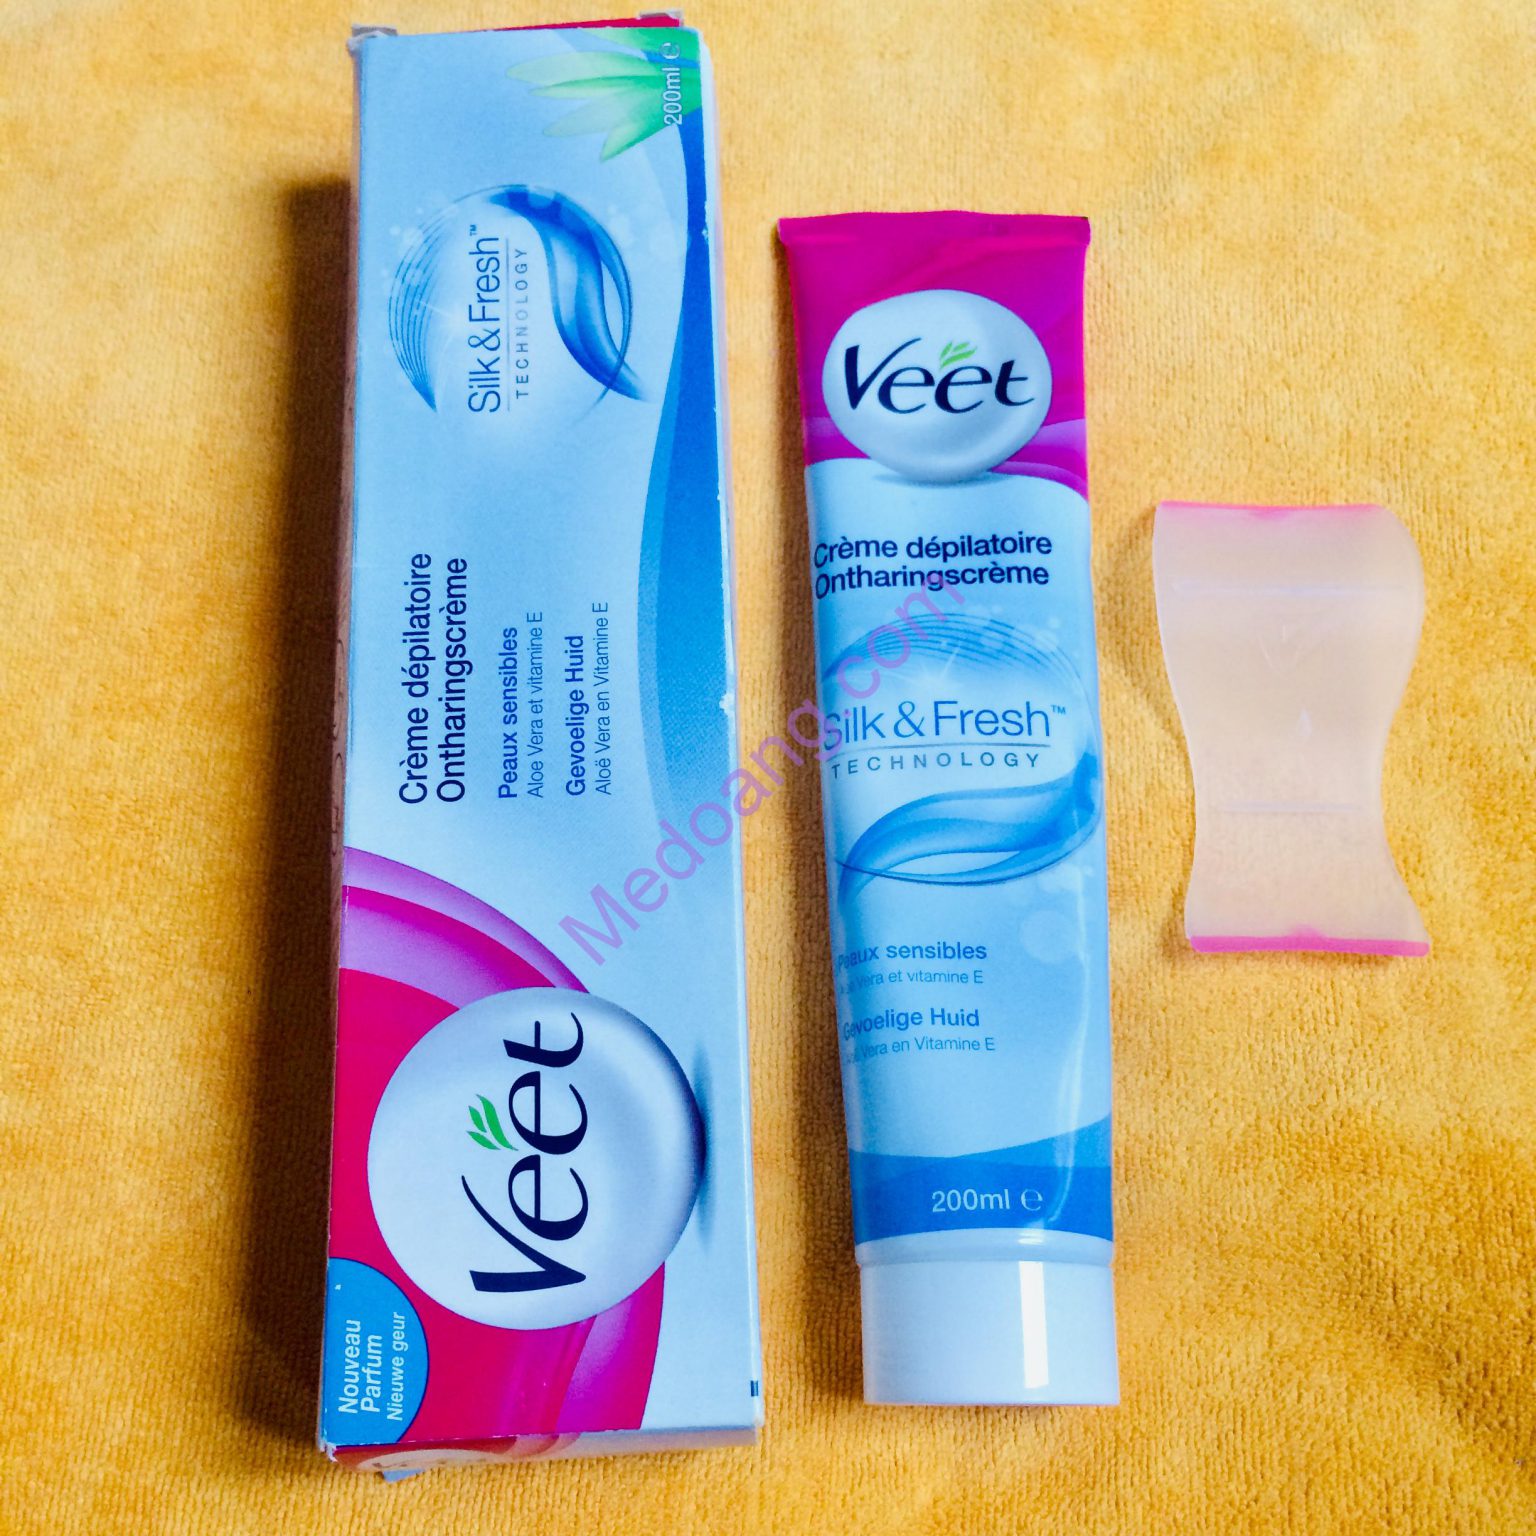 200ml ℮
Silk & Fresh™
TECHNOLOGY
Crème dépilatoire
Ontharingscrème
Peaux sensibles
Aloe Vera et vitamine E
Gevoelige Huid
Aloë Vera en Vitamine E
Veet
Nouveau
Parfum
Nieuwe geur
Veet
Crème dépilatoire
Ontharingscrème
Silk & Fresh™
TECHNOLOGY
Peaux sensibles
Vera et vitamine E
Gevoelige Huid
Vera en Vitamine E
200ml ℮
Medoang.com